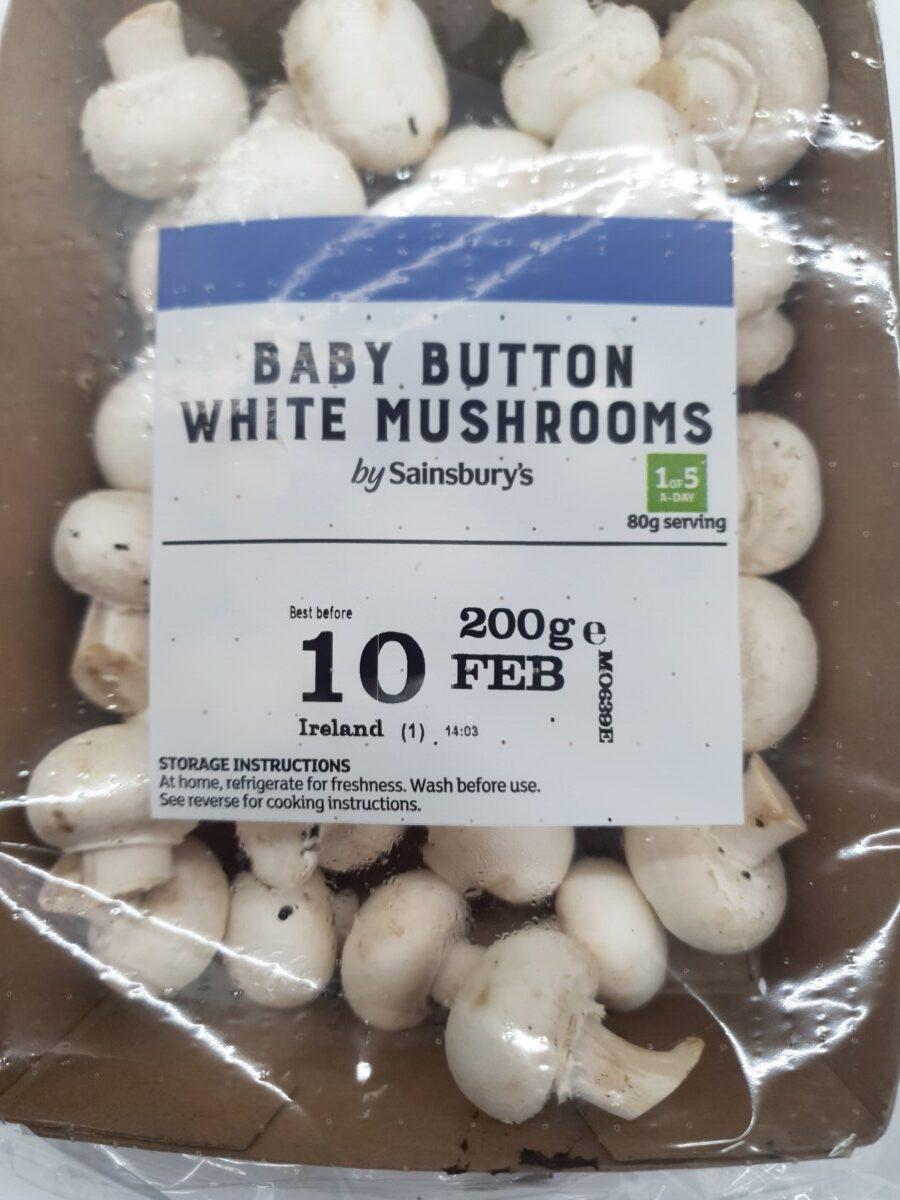 BABY BUTTON
WHITE MUSHROOMS
by Sainsbury's
1 OF 5
A-DAY
80g serving
Best before
10 FEB
200g e
M0639E
Ireland (1) 14:03
STORAGE INSTRUCTIONS
At home, refrigerate for freshness. Wash before use.
See reverse for cooking instructions.